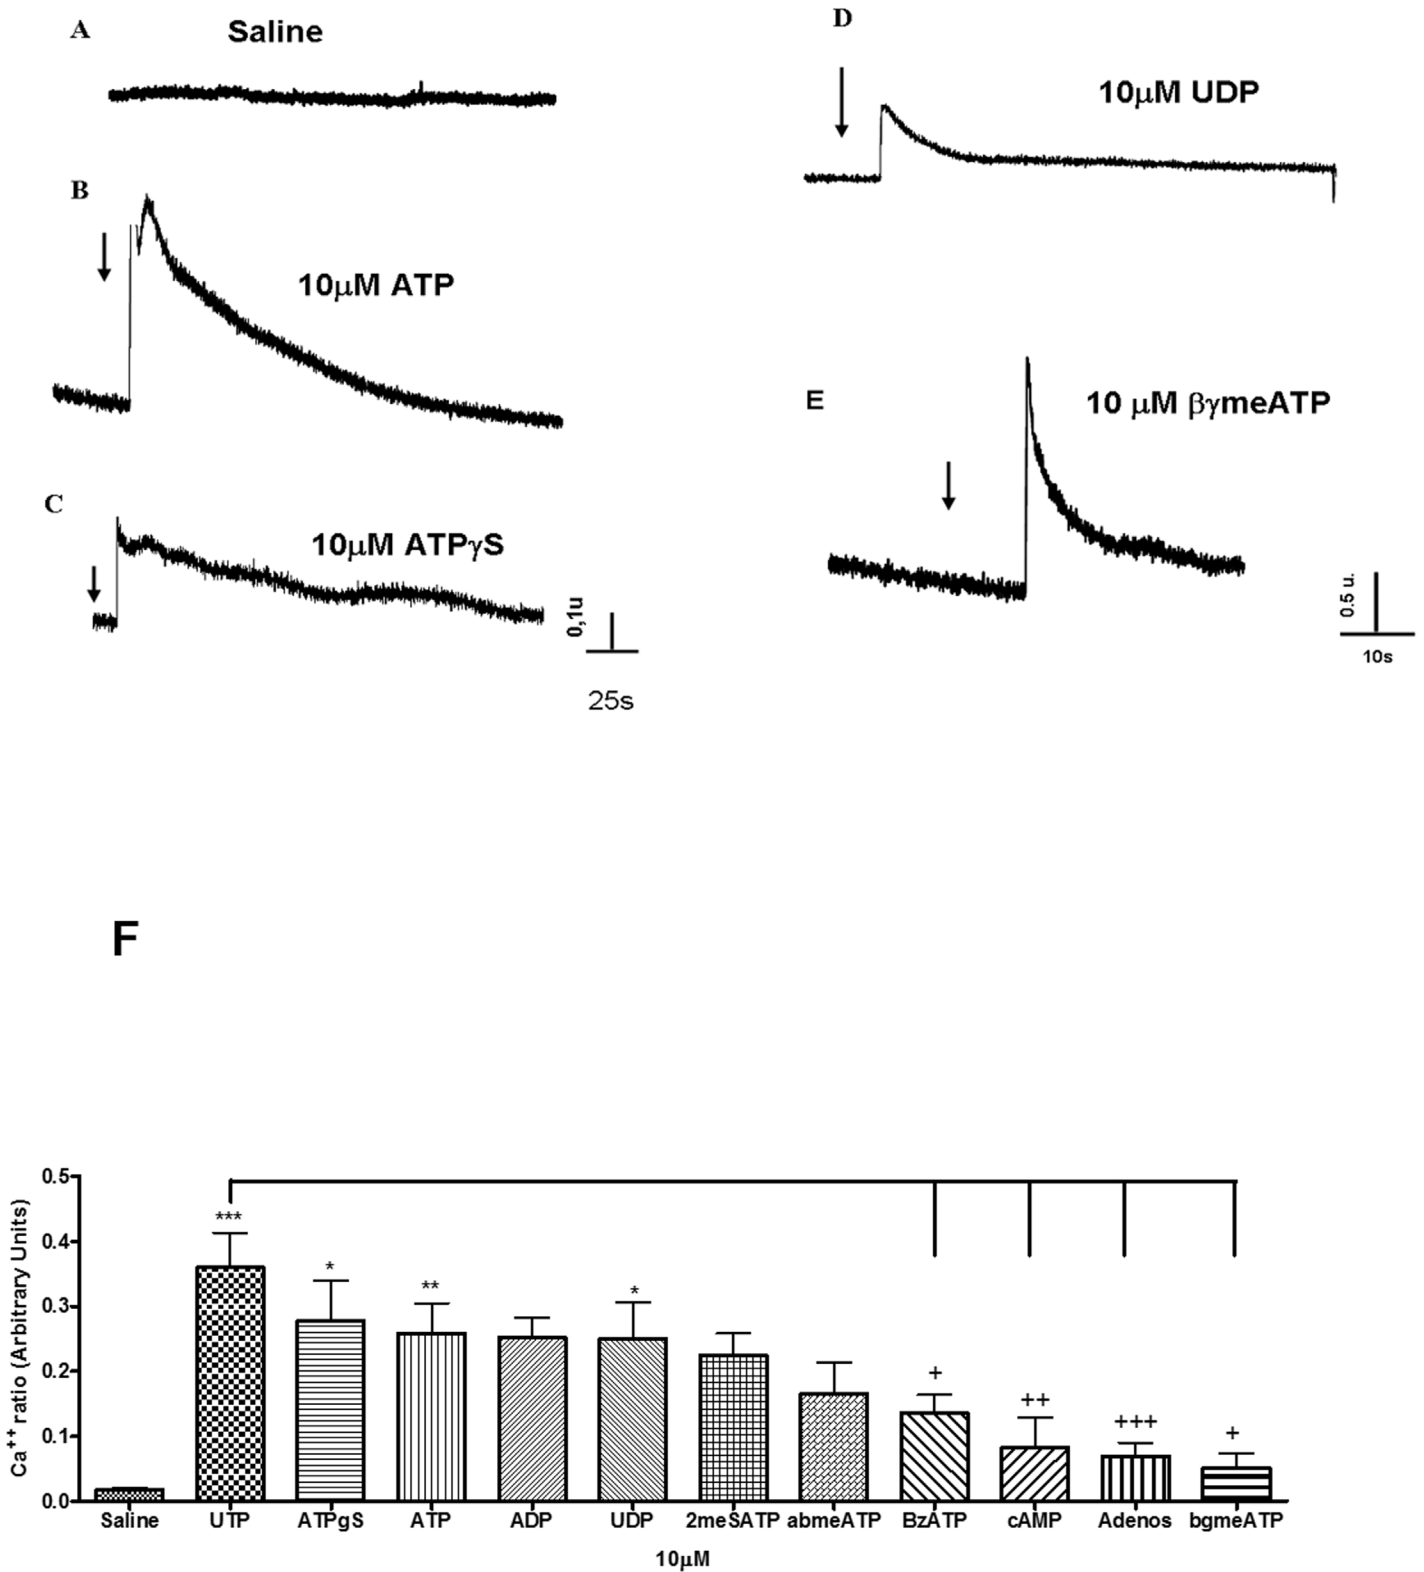 A
Saline
B
10μM ATP
C
10μM ATPγS
0,1u
25s
D
10μM UDP
E
10 μM βγmeATP
0.5 u.
10s
F
Ca++ ratio (Arbitrary Units)
0.5
0.4
0.3
0.2
0.1
0.0
***
*
**
*
+
++
+++
+
Saline UTP ATPgS ATP ADP UDP 2meSATP abmeATP BzATP cAMP Adenos bgmeATP
10μM